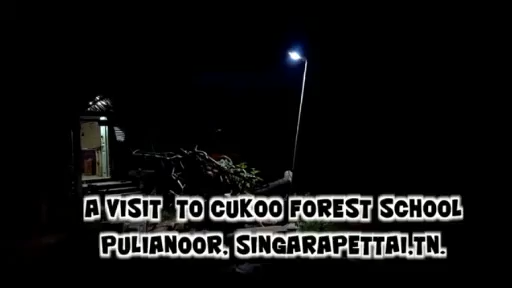 A VISIT TO CUKOO FOREST SCHOOL
PULIANOOR, SINGARAPETTAI,TN.